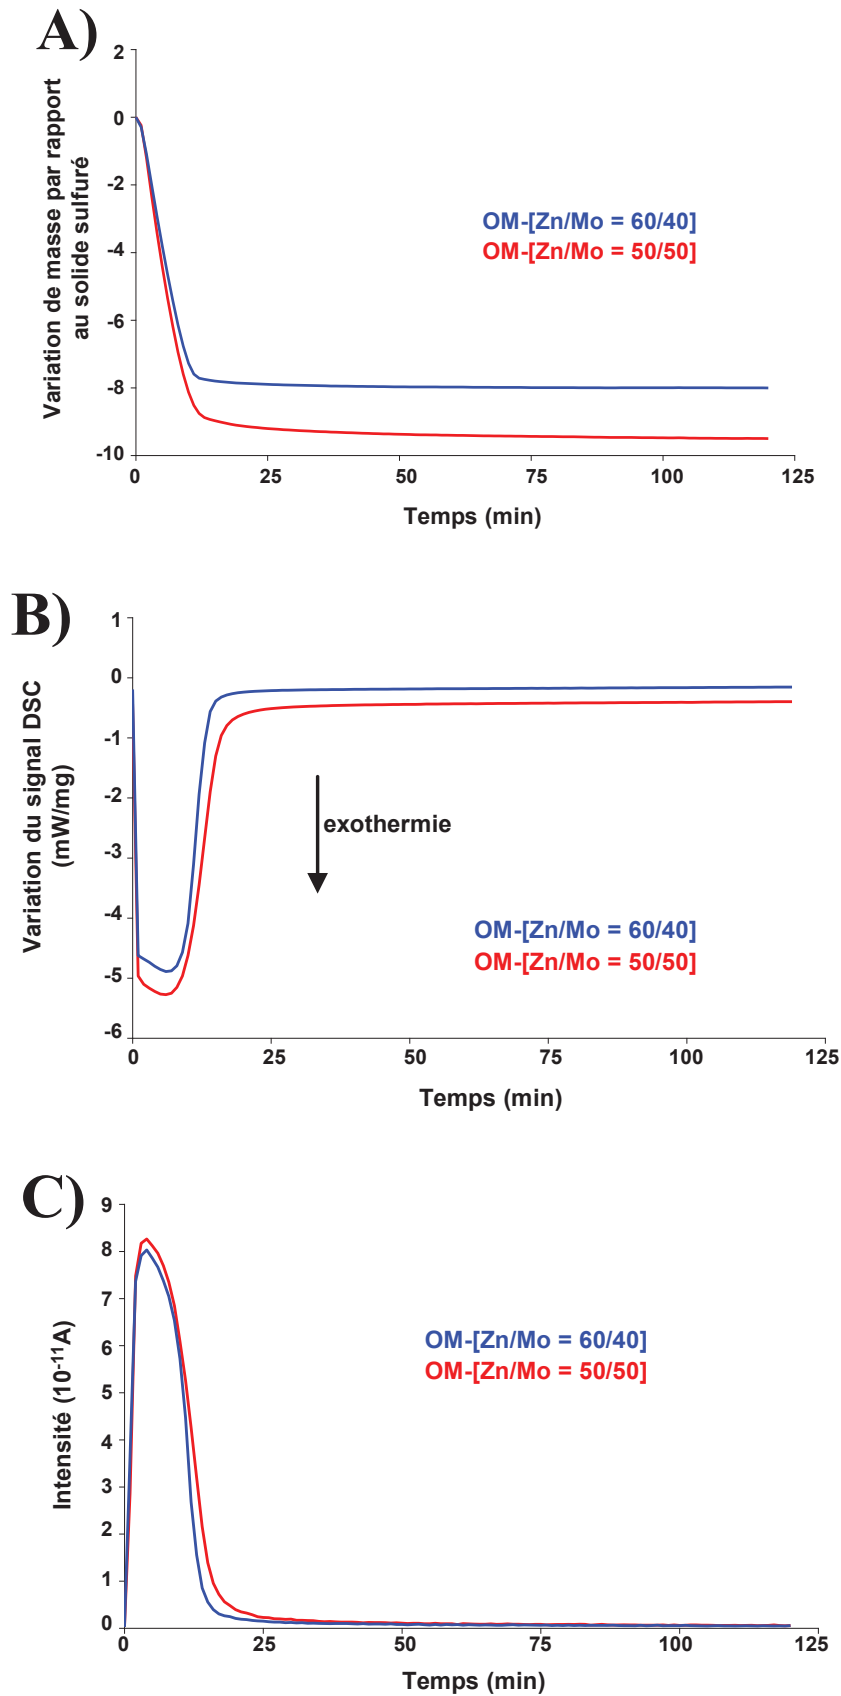 A)
2
0
-2
-4
-6
-8
-10
Variation de masse par rapport
au solide sulfuré
OM-[Zn/Mo = 60/40]
OM-[Zn/Mo = 50/50]
0 25 50 75 100 125
Temps (min)
B)
1
0
-1
-2
-3
-4
-5
-6
Variation du signal DSC
(mW/mg)
exothermie
OM-[Zn/Mo = 60/40]
OM-[Zn/Mo = 50/50]
0 25 50 75 100 125
Temps (min)
C)
9
8
7
6
5
4
3
2
1
0
Intensité (10⁻¹¹A)
OM-[Zn/Mo = 60/40]
OM-[Zn/Mo = 50/50]
0 25 50 75 100 125
Temps (min)